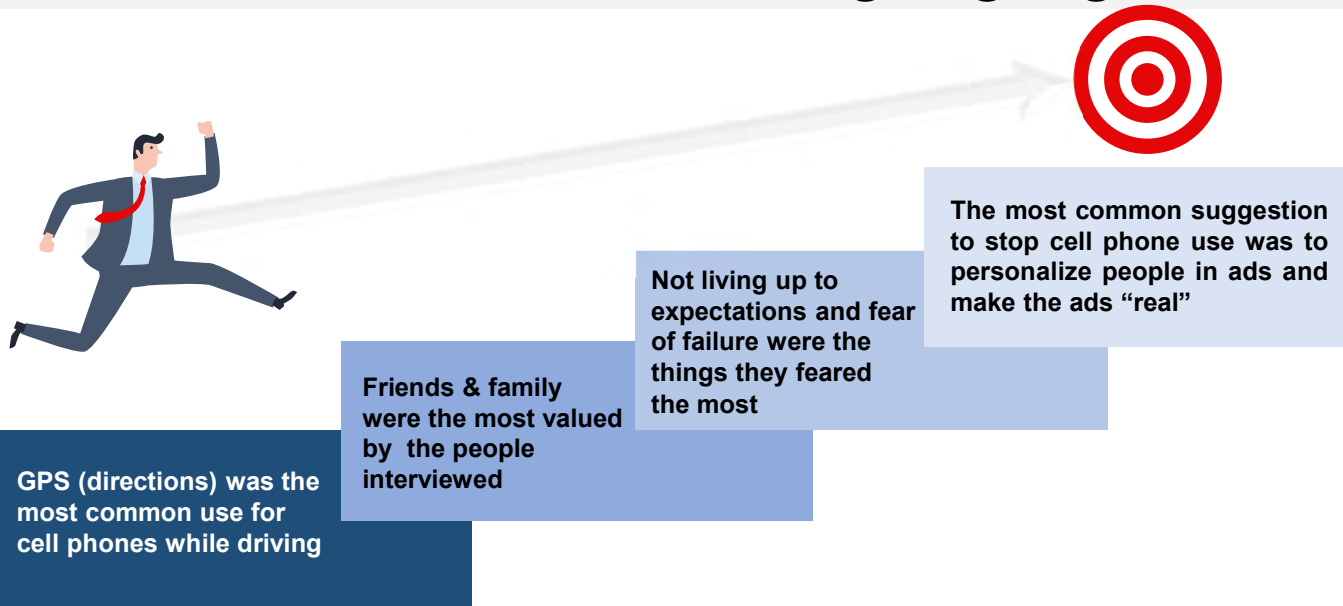 GPS (directions) was the
most common use for
cell phones while driving
Friends & family
were the most valued
by the people
interviewed
Not living up to
expectations and fear
of failure were the
things they feared
the most
The most common suggestion
to stop cell phone use was to
personalize people in ads and
make the ads “real”